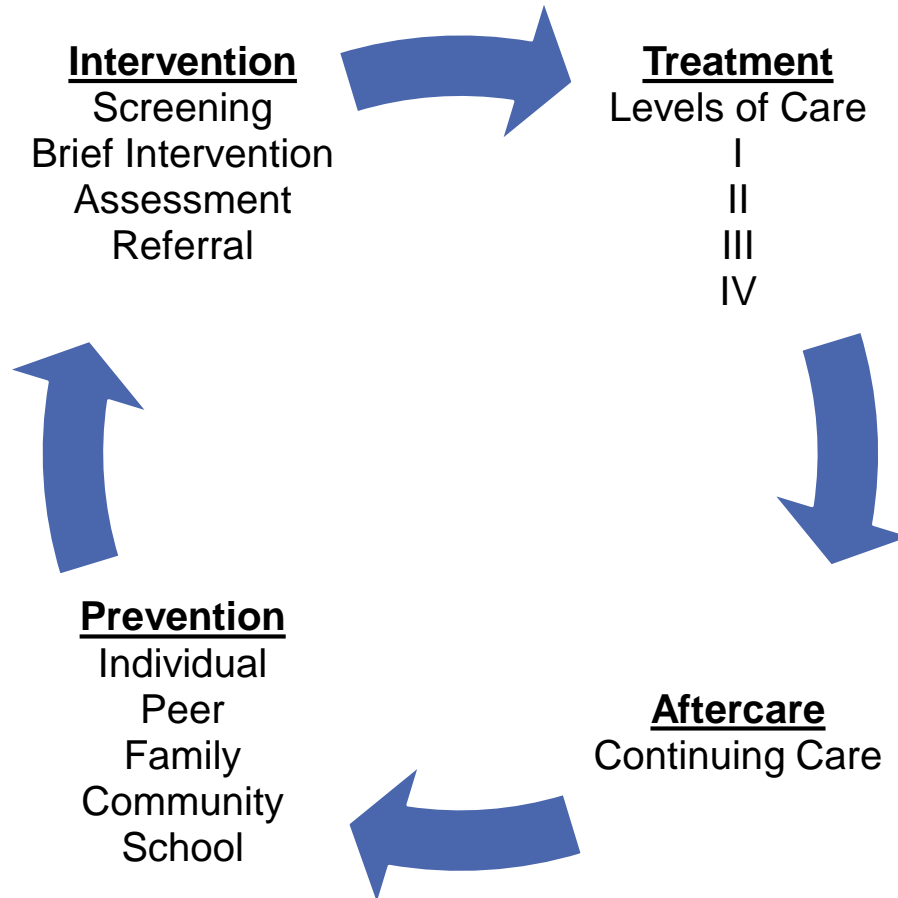 Intervention
Screening
Brief Intervention
Assessment
Referral
Treatment
Levels of Care
I
II
III
IV
Prevention
Individual
Peer
Family
Community
School
Aftercare
Continuing Care